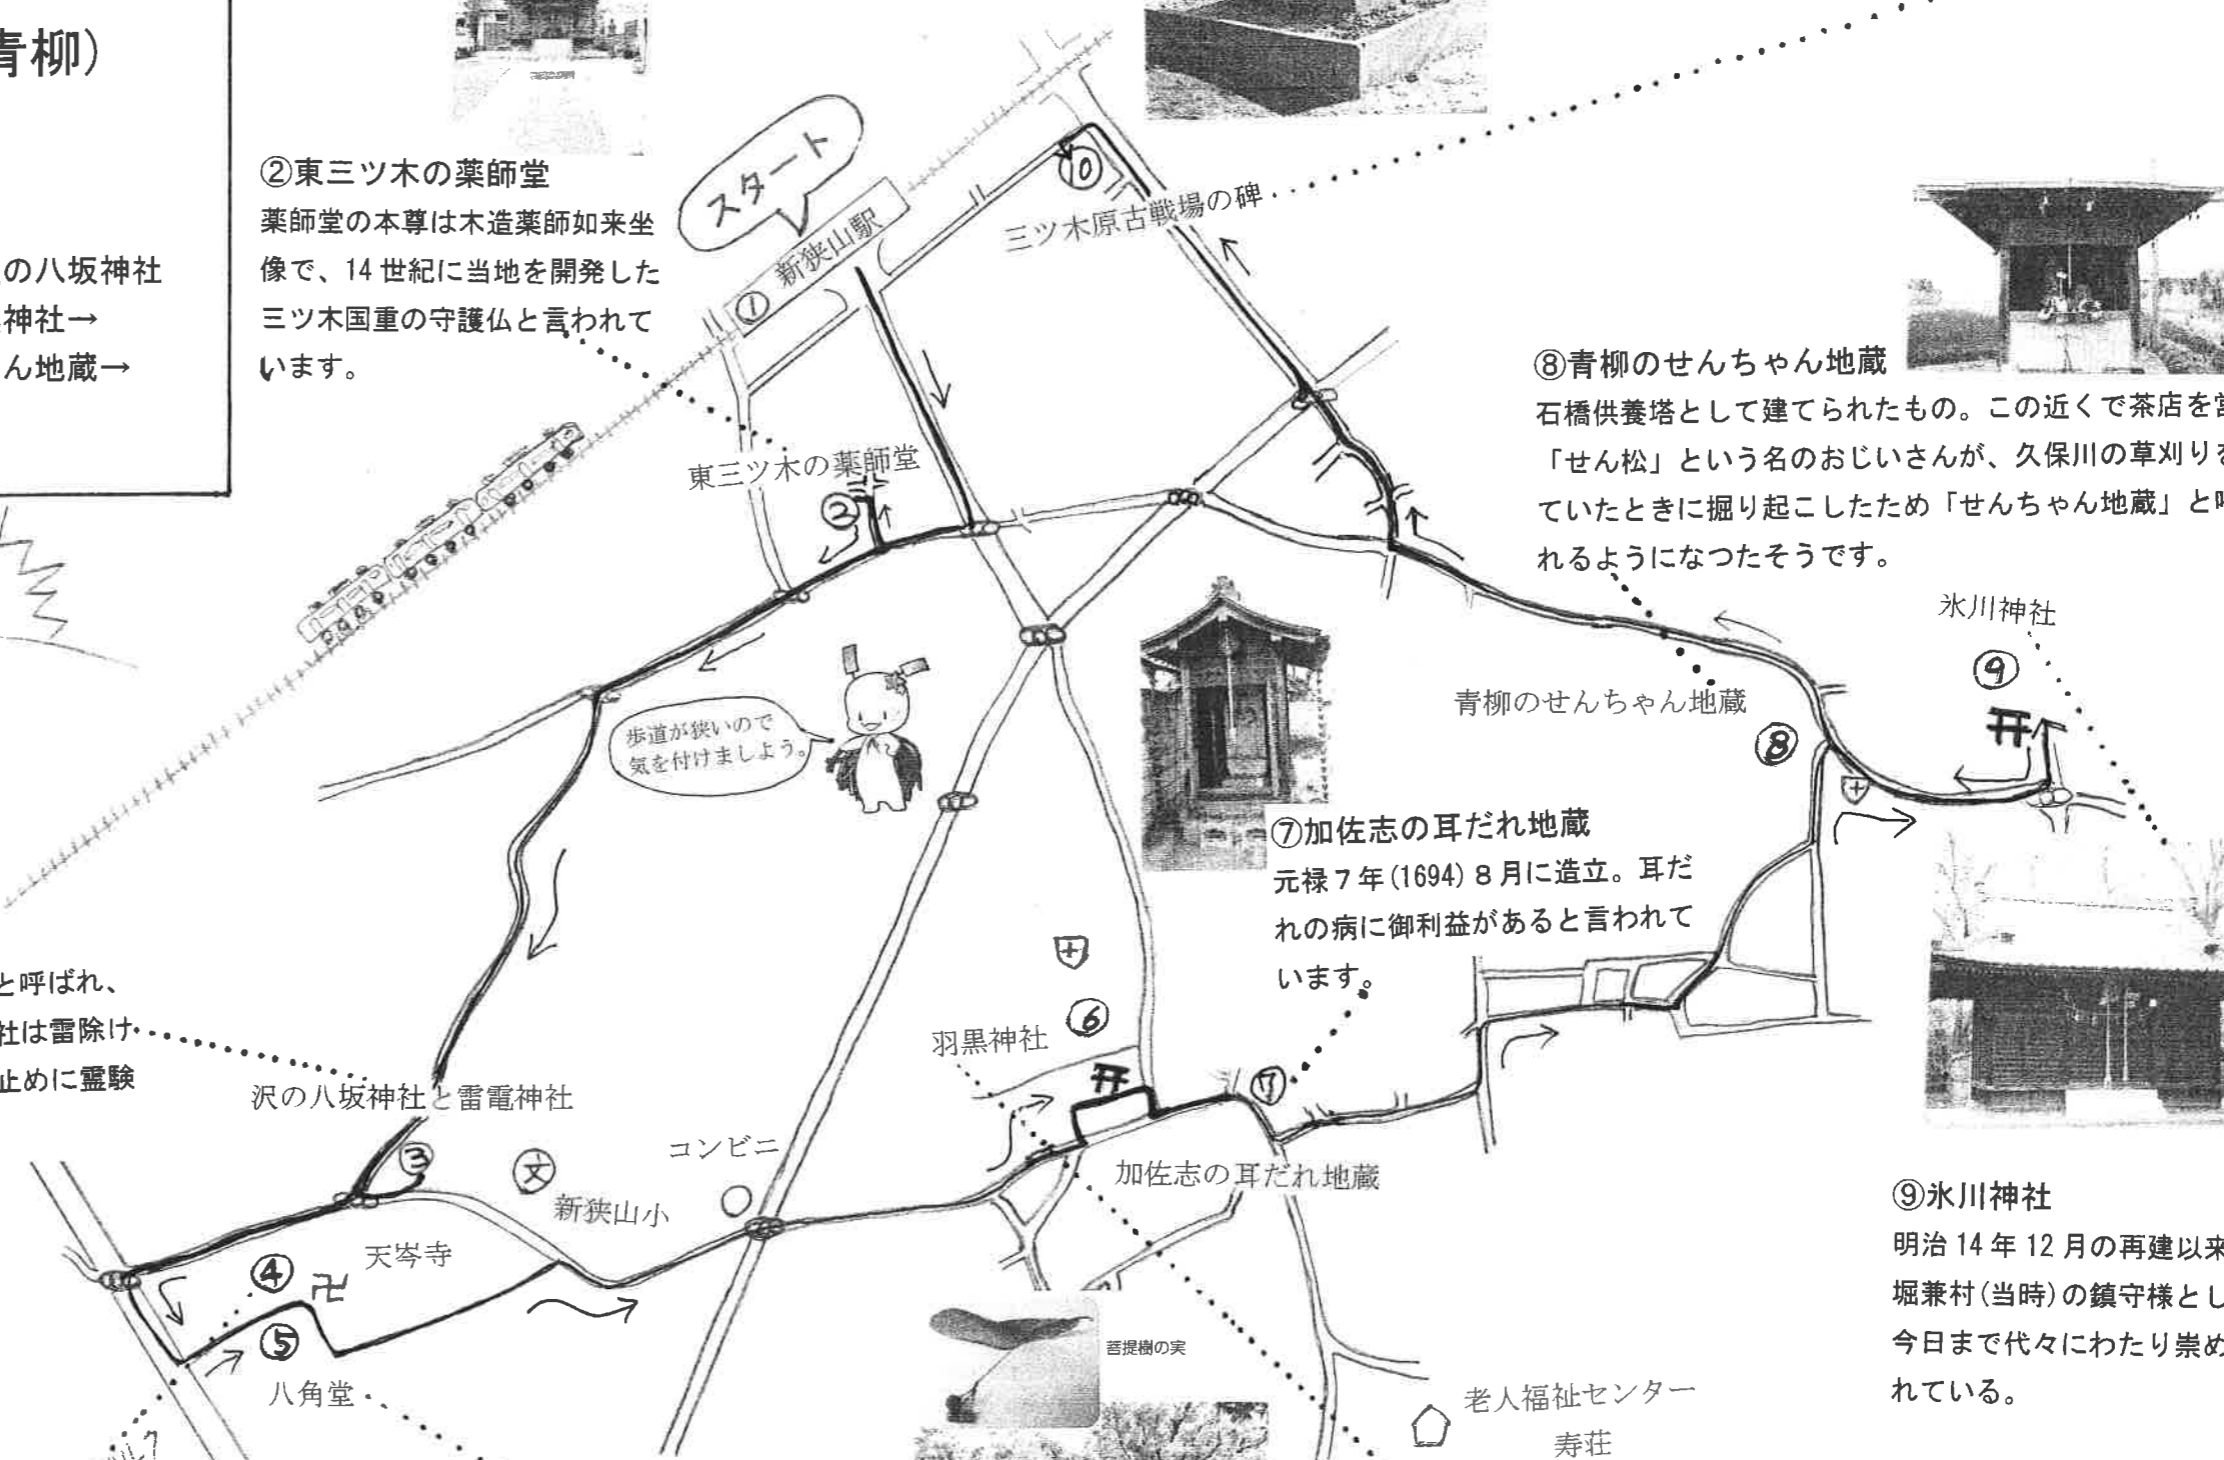 青柳)
の八坂神社
神社→
ん地蔵→
②東三ツ木の薬師堂
薬師堂の本尊は木造薬師如来坐
像で、14世紀に当地を開発した
三ツ木国重の守護仏と言われて
います。
スタート
① 新狭山駅
⑩
三ツ木原古戦場の碑
東三ツ木の薬師堂
②
⑧青柳のせんちゃん地蔵
石橋供養塔として建てられたもの。この近くで茶店を
「せん松」という名のおじいさんが、久保川の草刈り
ていたときに掘り起こしたため「せんちゃん地蔵」と
れるようになつたそうです。
氷川神社
⑨
青柳のせんちゃん地蔵
⑧
歩道が狭いので
気を付けましよう。
⑦加佐志の耳だれ地蔵
元禄7年(1694)8月に造立。耳だ
れの病に御利益があると言われて
います。
と呼ばれ、
社は雷除け
止めに霊験
沢の八坂神社と雷電神社
③
文
新狭山小
コンビニ
羽黒神社
⑥
⑦
加佐志の耳だれ地蔵
天岑寺
④
卍
⑤
八角堂
菩提樹の実
老人福祉センター
寿荘
⑨氷川神社
明治14年12月の再建以来
堀兼村(当時)の鎮守様とし
今日まで代々にわたり崇め
れている。